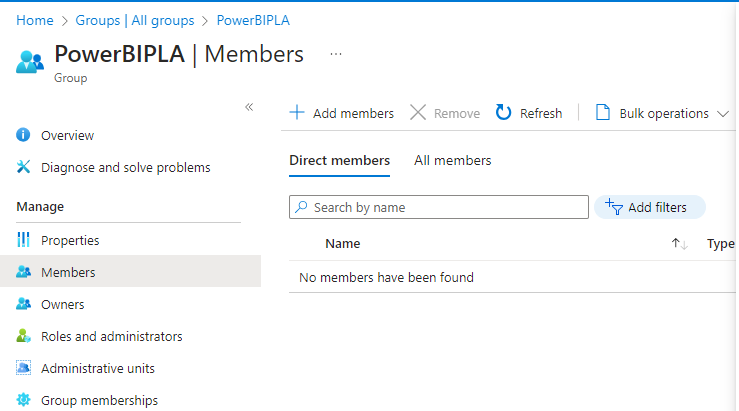 Home > Groups | All groups > PowerBIPLA >
PowerBIPLA | Members ...
Group
«
+ Add members Remove Refresh Bulk operations
Overview
Diagnose and solve problems
Direct members All members
Manage
Search by name Add filters
Properties
Name ↑↓ Type
Members
No members have been found
Owners
Roles and administrators
Administrative units
Group memberships